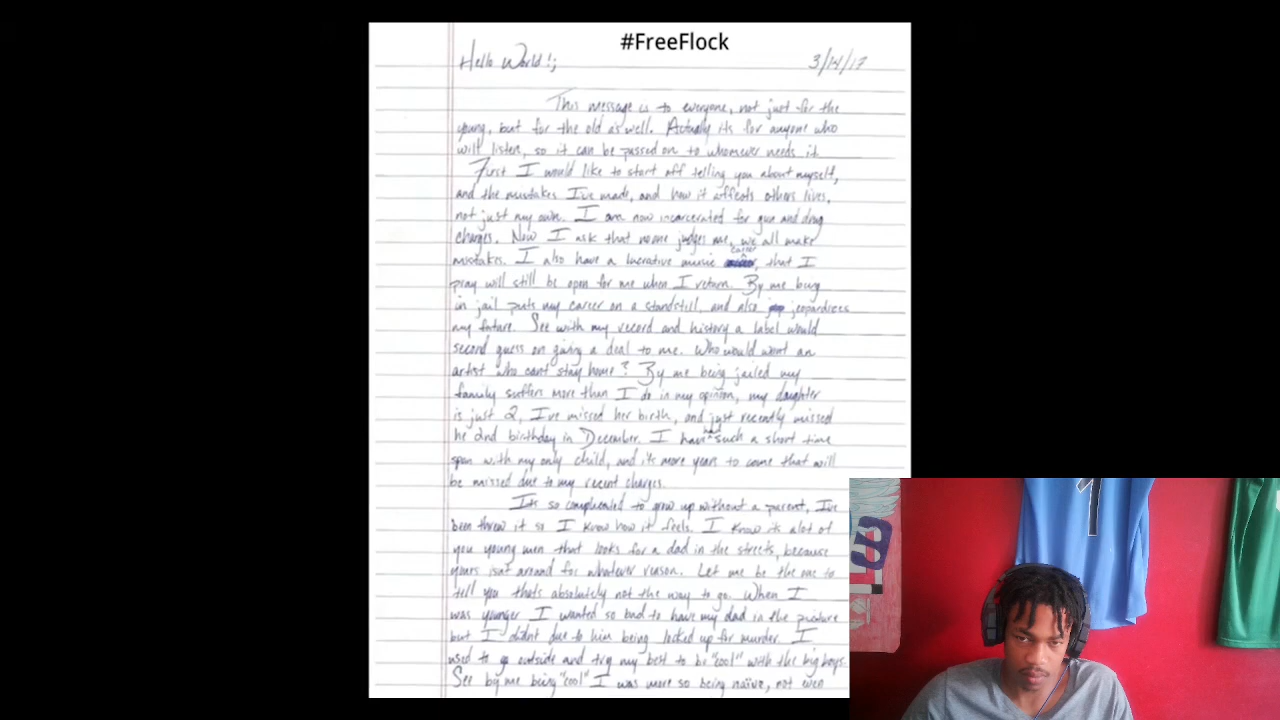 #FreeFlock
Hello World!; 3/14/17
This message is to everyone, not just for the
young, but for the old as well. Actually its for anyone who
will listen, so it can be passed on to whomever needs it.
First I would like to start off telling you about myself,
and the mistakes I've made, and how it affects others lives,
not just my own. I am now incarcerated for gun and drug
charges. Now I ask that noone judges me, we all make
mistakes. I also have a lucrative music career, that I
pray will still be open for me when I return. By me being
in jail puts my career on a standstill, and also jeopardizes
my future. See with my record and history a label would
second guess on giving a deal to me. Who would want an
artist who cant stay home? By me being jailed my
family suffers more than I do in my opinion, my daughter
is just 2, I've missed her birth, and just recently missed
he 2nd birthday in December. I have had such a short time
span with my only child, and its more years to come that will
be missed due to my recent charges.
Its so complicated to grow up without a parent, I've
been threw it so I know how it feels. I know its alot of
you young men that looks for a dad in the streets, because
yours isnt around for whatever reason. Let me be the one to
tell you thats absolutely not the way to go. When I
was younger I wanted so bad to have my dad in the picture
but I didnt due to him being locked up for murder. I
used to go outside and try my best to be "cool" with the big boys.
See by me being "cool" I was more so being naïve, not even